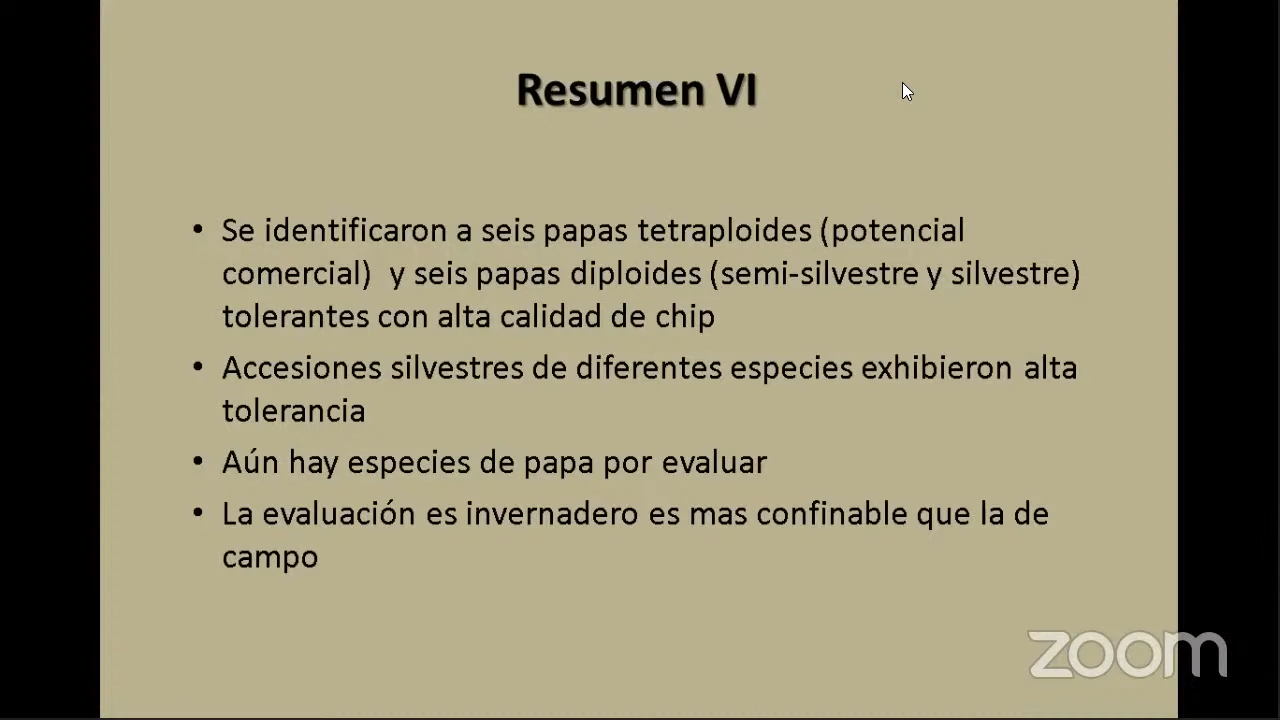 Resumen VI
• Se identificaron a seis papas tetraploides (potencial
comercial)  y seis papas diploides (semi-silvestre y silvestre)
tolerantes con alta calidad de chip
• Accesiones silvestres de diferentes especies exhibieron alta
tolerancia
• Aún hay especies de papa por evaluar
• La evaluación es invernadero es mas confinable que la de
campo
zoom